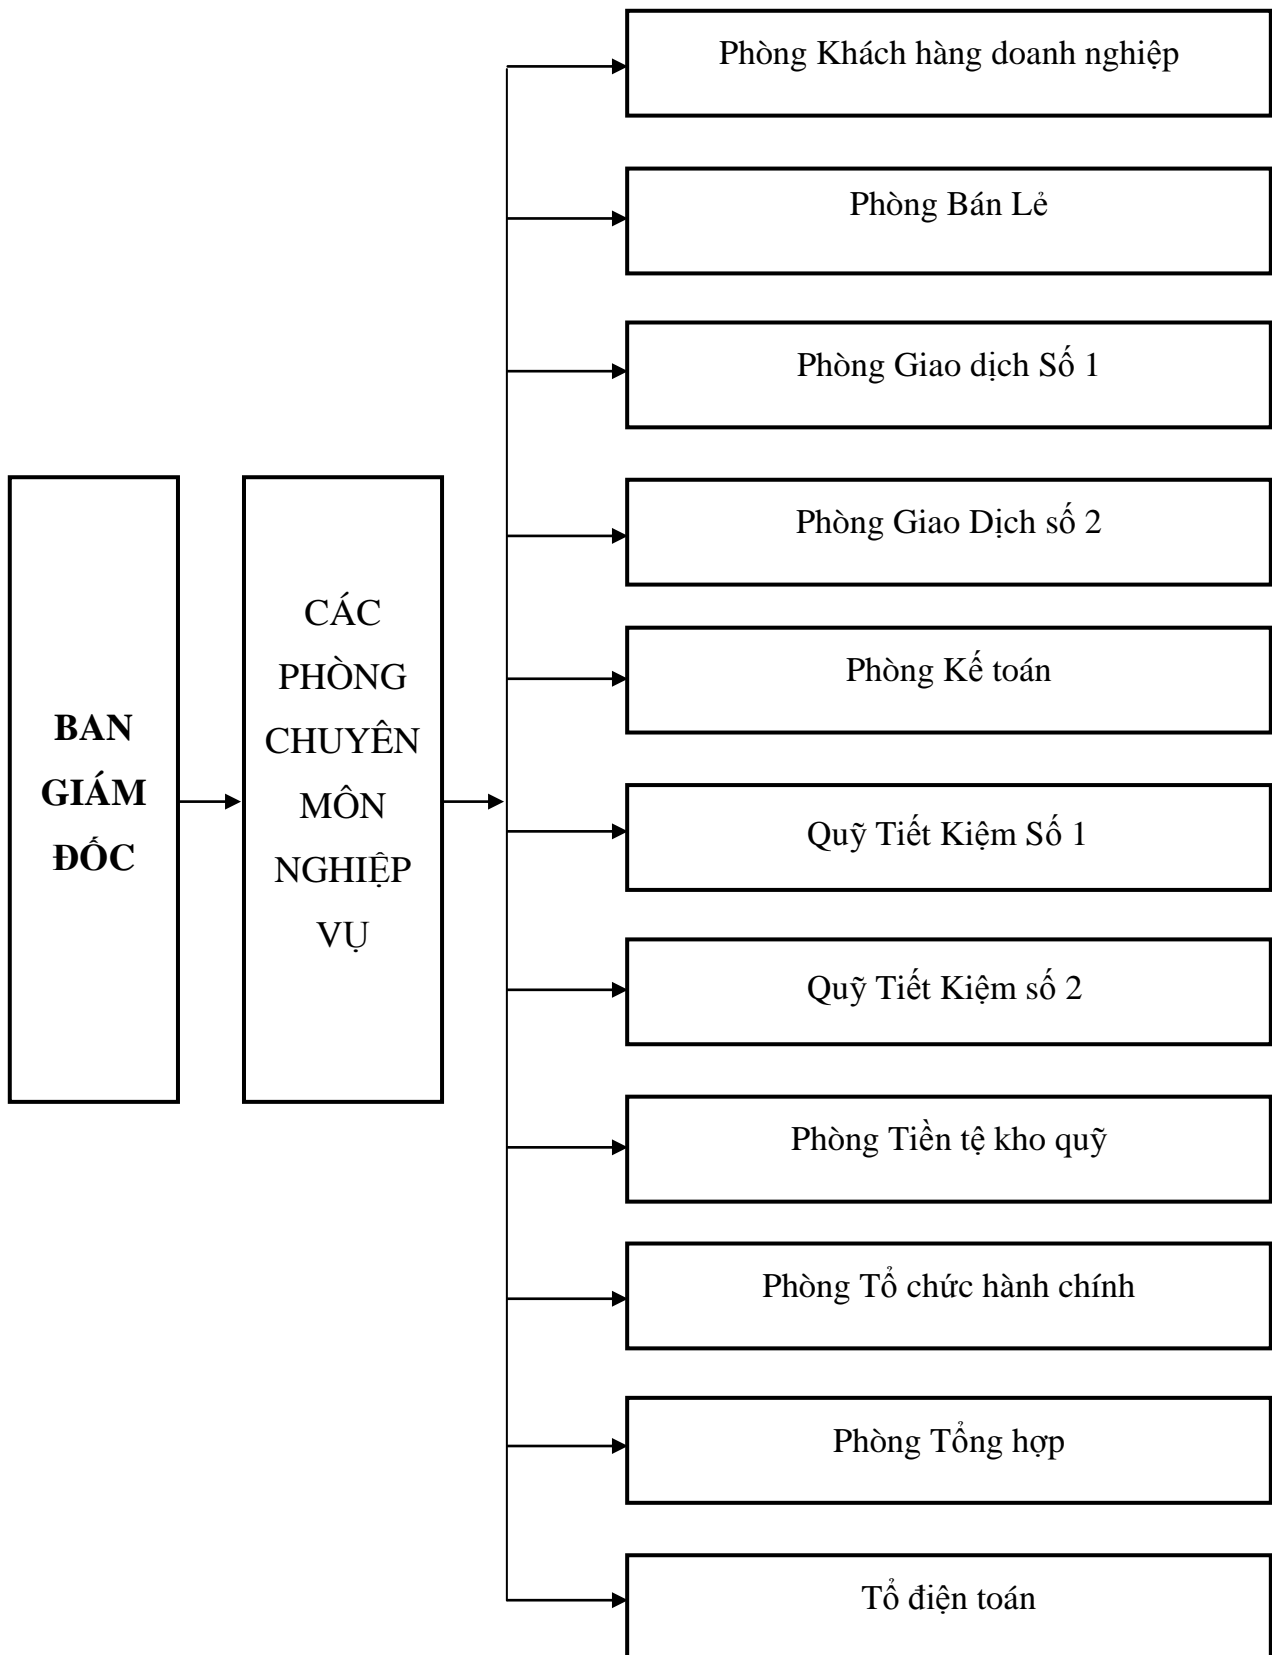 Phòng Khách hàng doanh nghiệp
Phòng Bán Lẻ
Phòng Giao dịch Số 1
Phòng Giao Dịch số 2
Phòng Kế toán
Quỹ Tiết Kiệm Số 1
Quỹ Tiết Kiệm số 2
Phòng Tiền tệ kho quỹ
Phòng Tổ chức hành chính
Phòng Tổng hợp
Tổ điện toán
CÁC
PHÒNG
CHUYÊN
MÔN
NGHIỆP
VỤ
BAN
GIÁM
ĐỐC